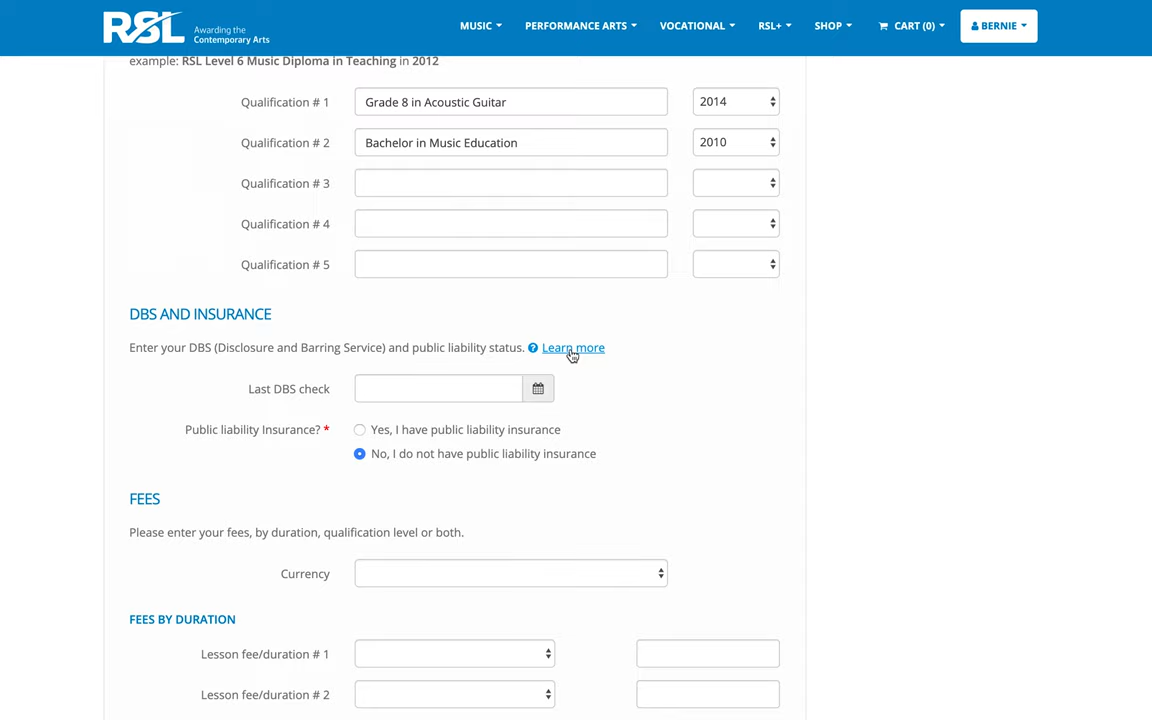 RSL Awarding the Contemporary Arts
MUSIC PERFORMANCE ARTS VOCATIONAL RSL+ SHOP CART (0) BERNIE
example: RSL Level 6 Music Diploma in Teaching in 2012
Qualification # 1 Grade 8 in Acoustic Guitar 2014
Qualification # 2 Bachelor in Music Education 2010
Qualification # 3
Qualification # 4
Qualification # 5
DBS AND INSURANCE
Enter your DBS (Disclosure and Barring Service) and public liability status. ? Learn more
Last DBS check
Public liability Insurance? * Yes, I have public liability insurance
No, I do not have public liability insurance
FEES
Please enter your fees, by duration, qualification level or both.
Currency
FEES BY DURATION
Lesson fee/duration # 1
Lesson fee/duration # 2